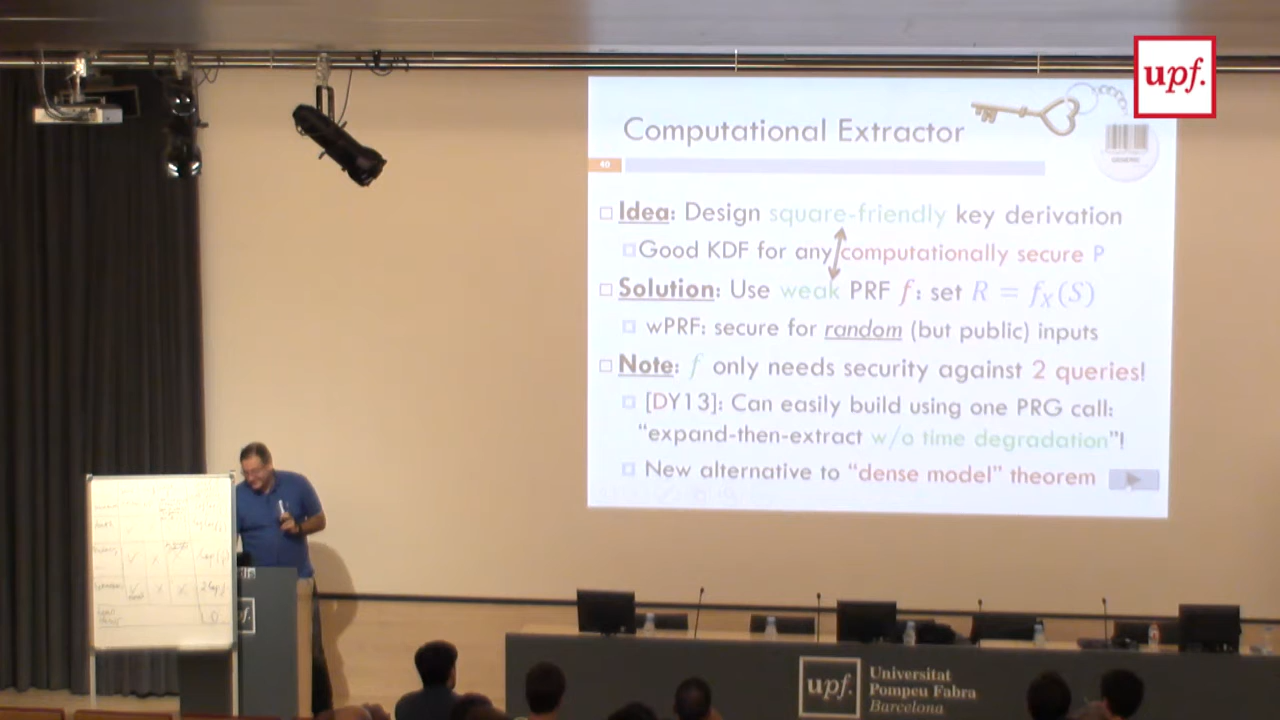 upf.
Computational Extractor
40
Idea: Design square-friendly key derivation
Good KDF for any computationally secure P
Solution: Use weak PRF f: set R = f_X(S)
wPRF: secure for random (but public) inputs
Note: f only needs security against 2 queries!
[DY13]: Can easily build using one PRG call:
"expand-then-extract w/o time degradation"!
New alternative to "dense model" theorem
upf.
Universitat
Pompeu Fabra
Barcelona